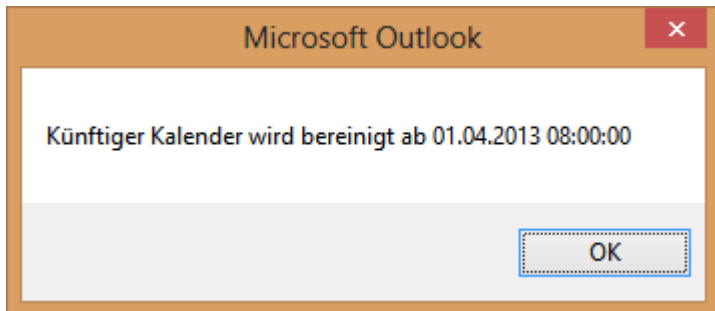 Microsoft Outlook
Künftiger Kalender wird bereinigt ab 01.04.2013 08:00:00
OK